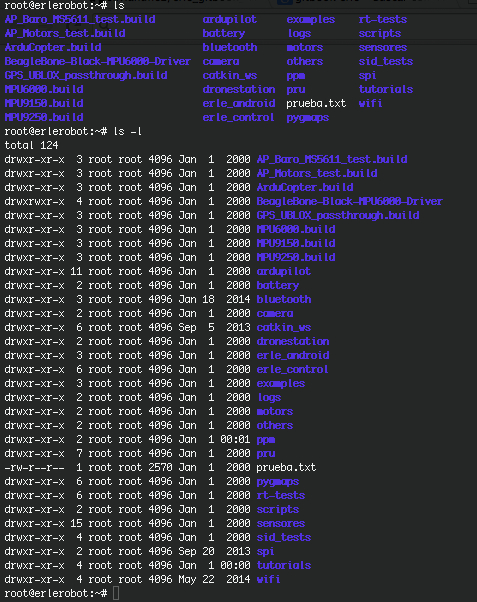 root@erlerobot:~# ls
AP_Baro_MS5611_test.build ardupilot examples rt-tests
AP_Motors_test.build battery logs scripts
ArduCopter.build bluetooth motors sensores
BeagleBone-Black-MPU6000-Driver camera others sid_tests
GPS_UBLOX_passthrough.build catkin_ws ppm spi
MPU6000.build dronestation pru tutorials
MPU9150.build erle_android prueba.txt wifi
MPU9250.build erle_control pygmaps
root@erlerobot:~# ls -l
total 124
drwxr-xr-x 3 root root 4096 Jan 1 2000 AP_Baro_MS5611_test.build
drwxr-xr-x 3 root root 4096 Jan 1 2000 AP_Motors_test.build
drwxr-xr-x 3 root root 4096 Jan 1 2000 ArduCopter.build
drwxrwxr-x 4 root root 4096 Jan 1 2000 BeagleBone-Black-MPU6000-Driver
drwxr-xr-x 3 root root 4096 Jan 1 2000 GPS_UBLOX_passthrough.build
drwxr-xr-x 3 root root 4096 Jan 1 2000 MPU6000.build
drwxr-xr-x 3 root root 4096 Jan 1 2000 MPU9150.build
drwxr-xr-x 3 root root 4096 Jan 1 2000 MPU9250.build
drwxr-xr-x 11 root root 4096 Jan 1 2000 ardupilot
drwxr-xr-x 2 root root 4096 Jan 1 2000 battery
drwxr-xr-x 3 root root 4096 Jan 18 2014 bluetooth
drwxr-xr-x 2 root root 4096 Jan 1 2000 camera
drwxr-xr-x 6 root root 4096 Sep 5 2013 catkin_ws
drwxr-xr-x 2 root root 4096 Jan 1 2000 dronestation
drwxr-xr-x 3 root root 4096 Jan 1 2000 erle_android
drwxr-xr-x 6 root root 4096 Jan 1 2000 erle_control
drwxr-xr-x 3 root root 4096 Jan 1 2000 examples
drwxr-xr-x 2 root root 4096 Jan 1 2000 logs
drwxr-xr-x 2 root root 4096 Jan 1 2000 motors
drwxr-xr-x 2 root root 4096 Jan 1 2000 others
drwxr-xr-x 2 root root 4096 Jan 1 00:01 ppm
drwxr-xr-x 7 root root 4096 Jan 1 2000 pru
-rw-r--r-- 1 root root 2570 Jan 1 2000 prueba.txt
drwxr-xr-x 6 root root 4096 Jan 1 2000 pygmaps
drwxr-xr-x 6 root root 4096 Jan 1 2000 rt-tests
drwxr-xr-x 2 root root 4096 Jan 1 2000 scripts
drwxr-xr-x 15 root root 4096 Jan 1 2000 sensores
drwxr-xr-x 4 root root 4096 Jan 1 2000 sid_tests
drwxr-xr-x 2 root root 4096 Sep 20 2013 spi
drwxr-xr-x 4 root root 4096 Jan 1 00:00 tutorials
drwxr-xr-x 4 root root 4096 May 22 2014 wifi
root@erlerobot:~#